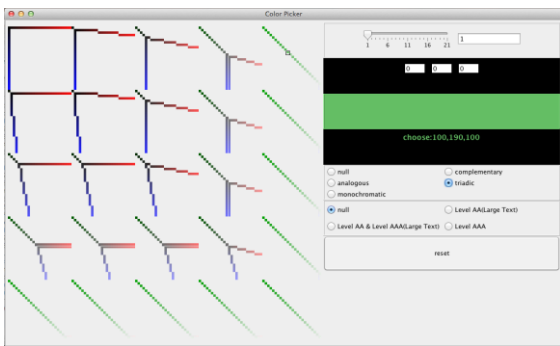 Color Picker
1
1 6 11 16 21
0 0 0
choose:100,190,100
null complementary
analogous triadic
monochromatic
null Level AA(Large Text)
Level AA & Level AAA(Large Text) Level AAA
reset